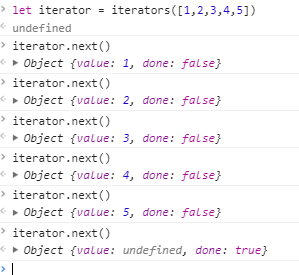 let iterator = iterators([1,2,3,4,5])
undefined
iterator.next()
Object {value: 1, done: false}
iterator.next()
Object {value: 2, done: false}
iterator.next()
Object {value: 3, done: false}
iterator.next()
Object {value: 4, done: false}
iterator.next()
Object {value: 5, done: false}
iterator.next()
Object {value: undefined, done: true}